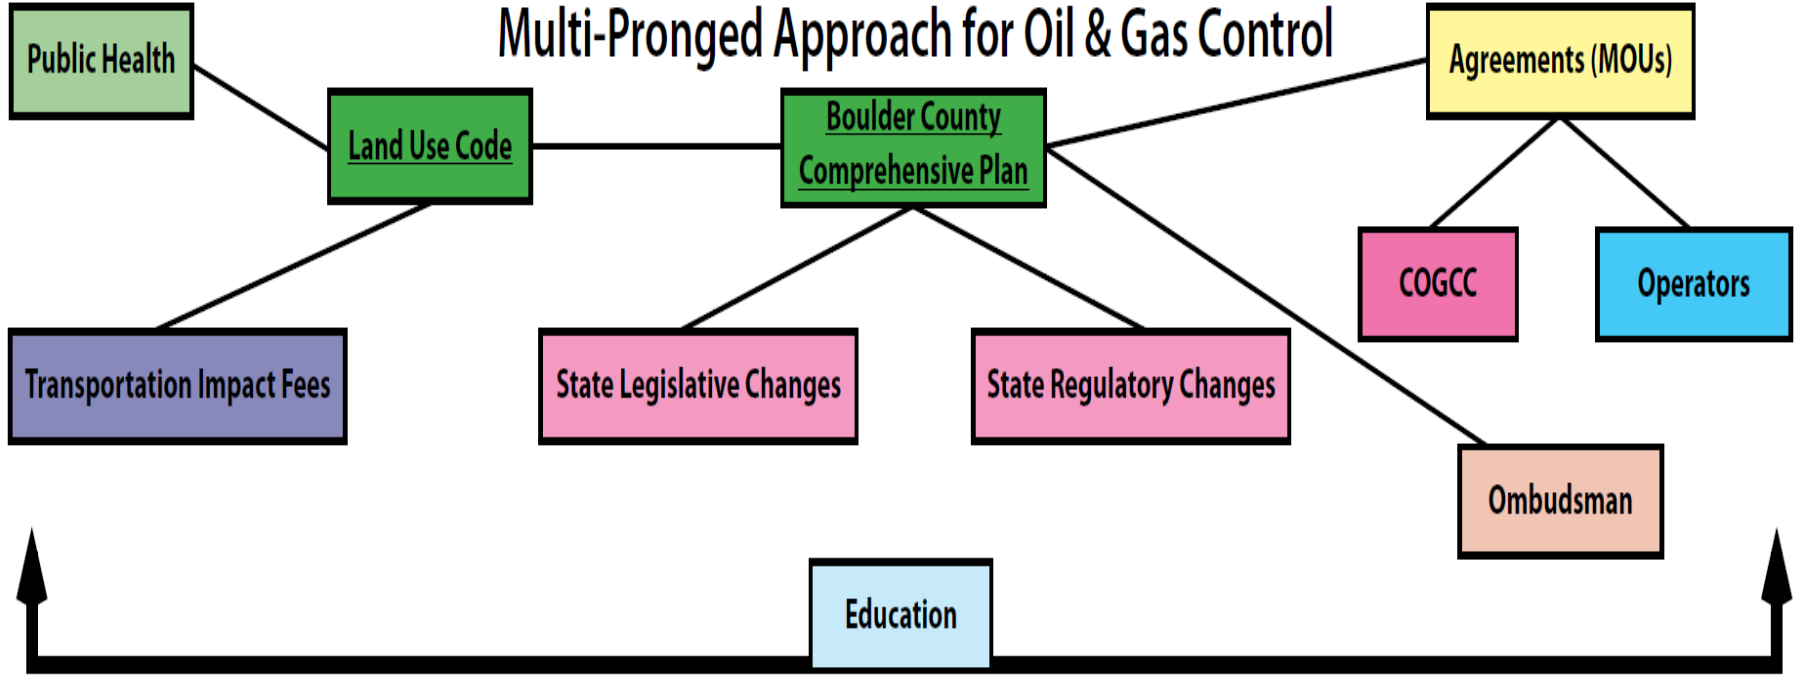 Multi-Pronged Approach for Oil & Gas Control
Public Health
Agreements (MOUs)
Land Use Code
Boulder County
Comprehensive Plan
COGCC
Operators
Transportation Impact Fees
State Legislative Changes
State Regulatory Changes
Ombudsman
Education